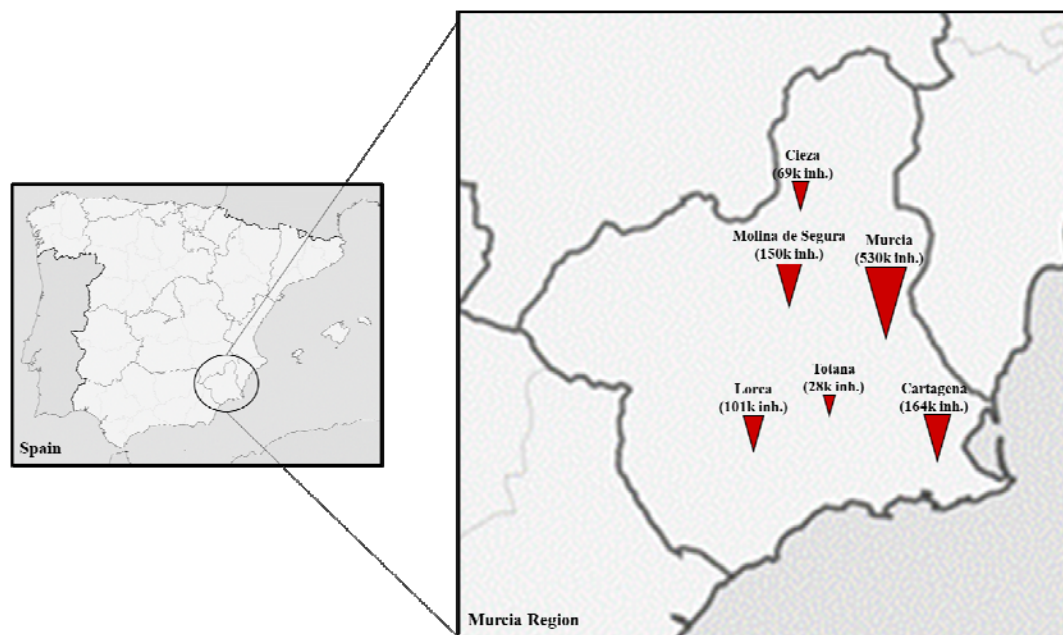 Spain
Cieza
(69k inh.)
Molina de Segura
(150k inh.)
Murcia
(530k inh.)
Totana
(28k inh.)
Lorca
(101k inh.)
Cartagena
(164k inh.)
Murcia Region